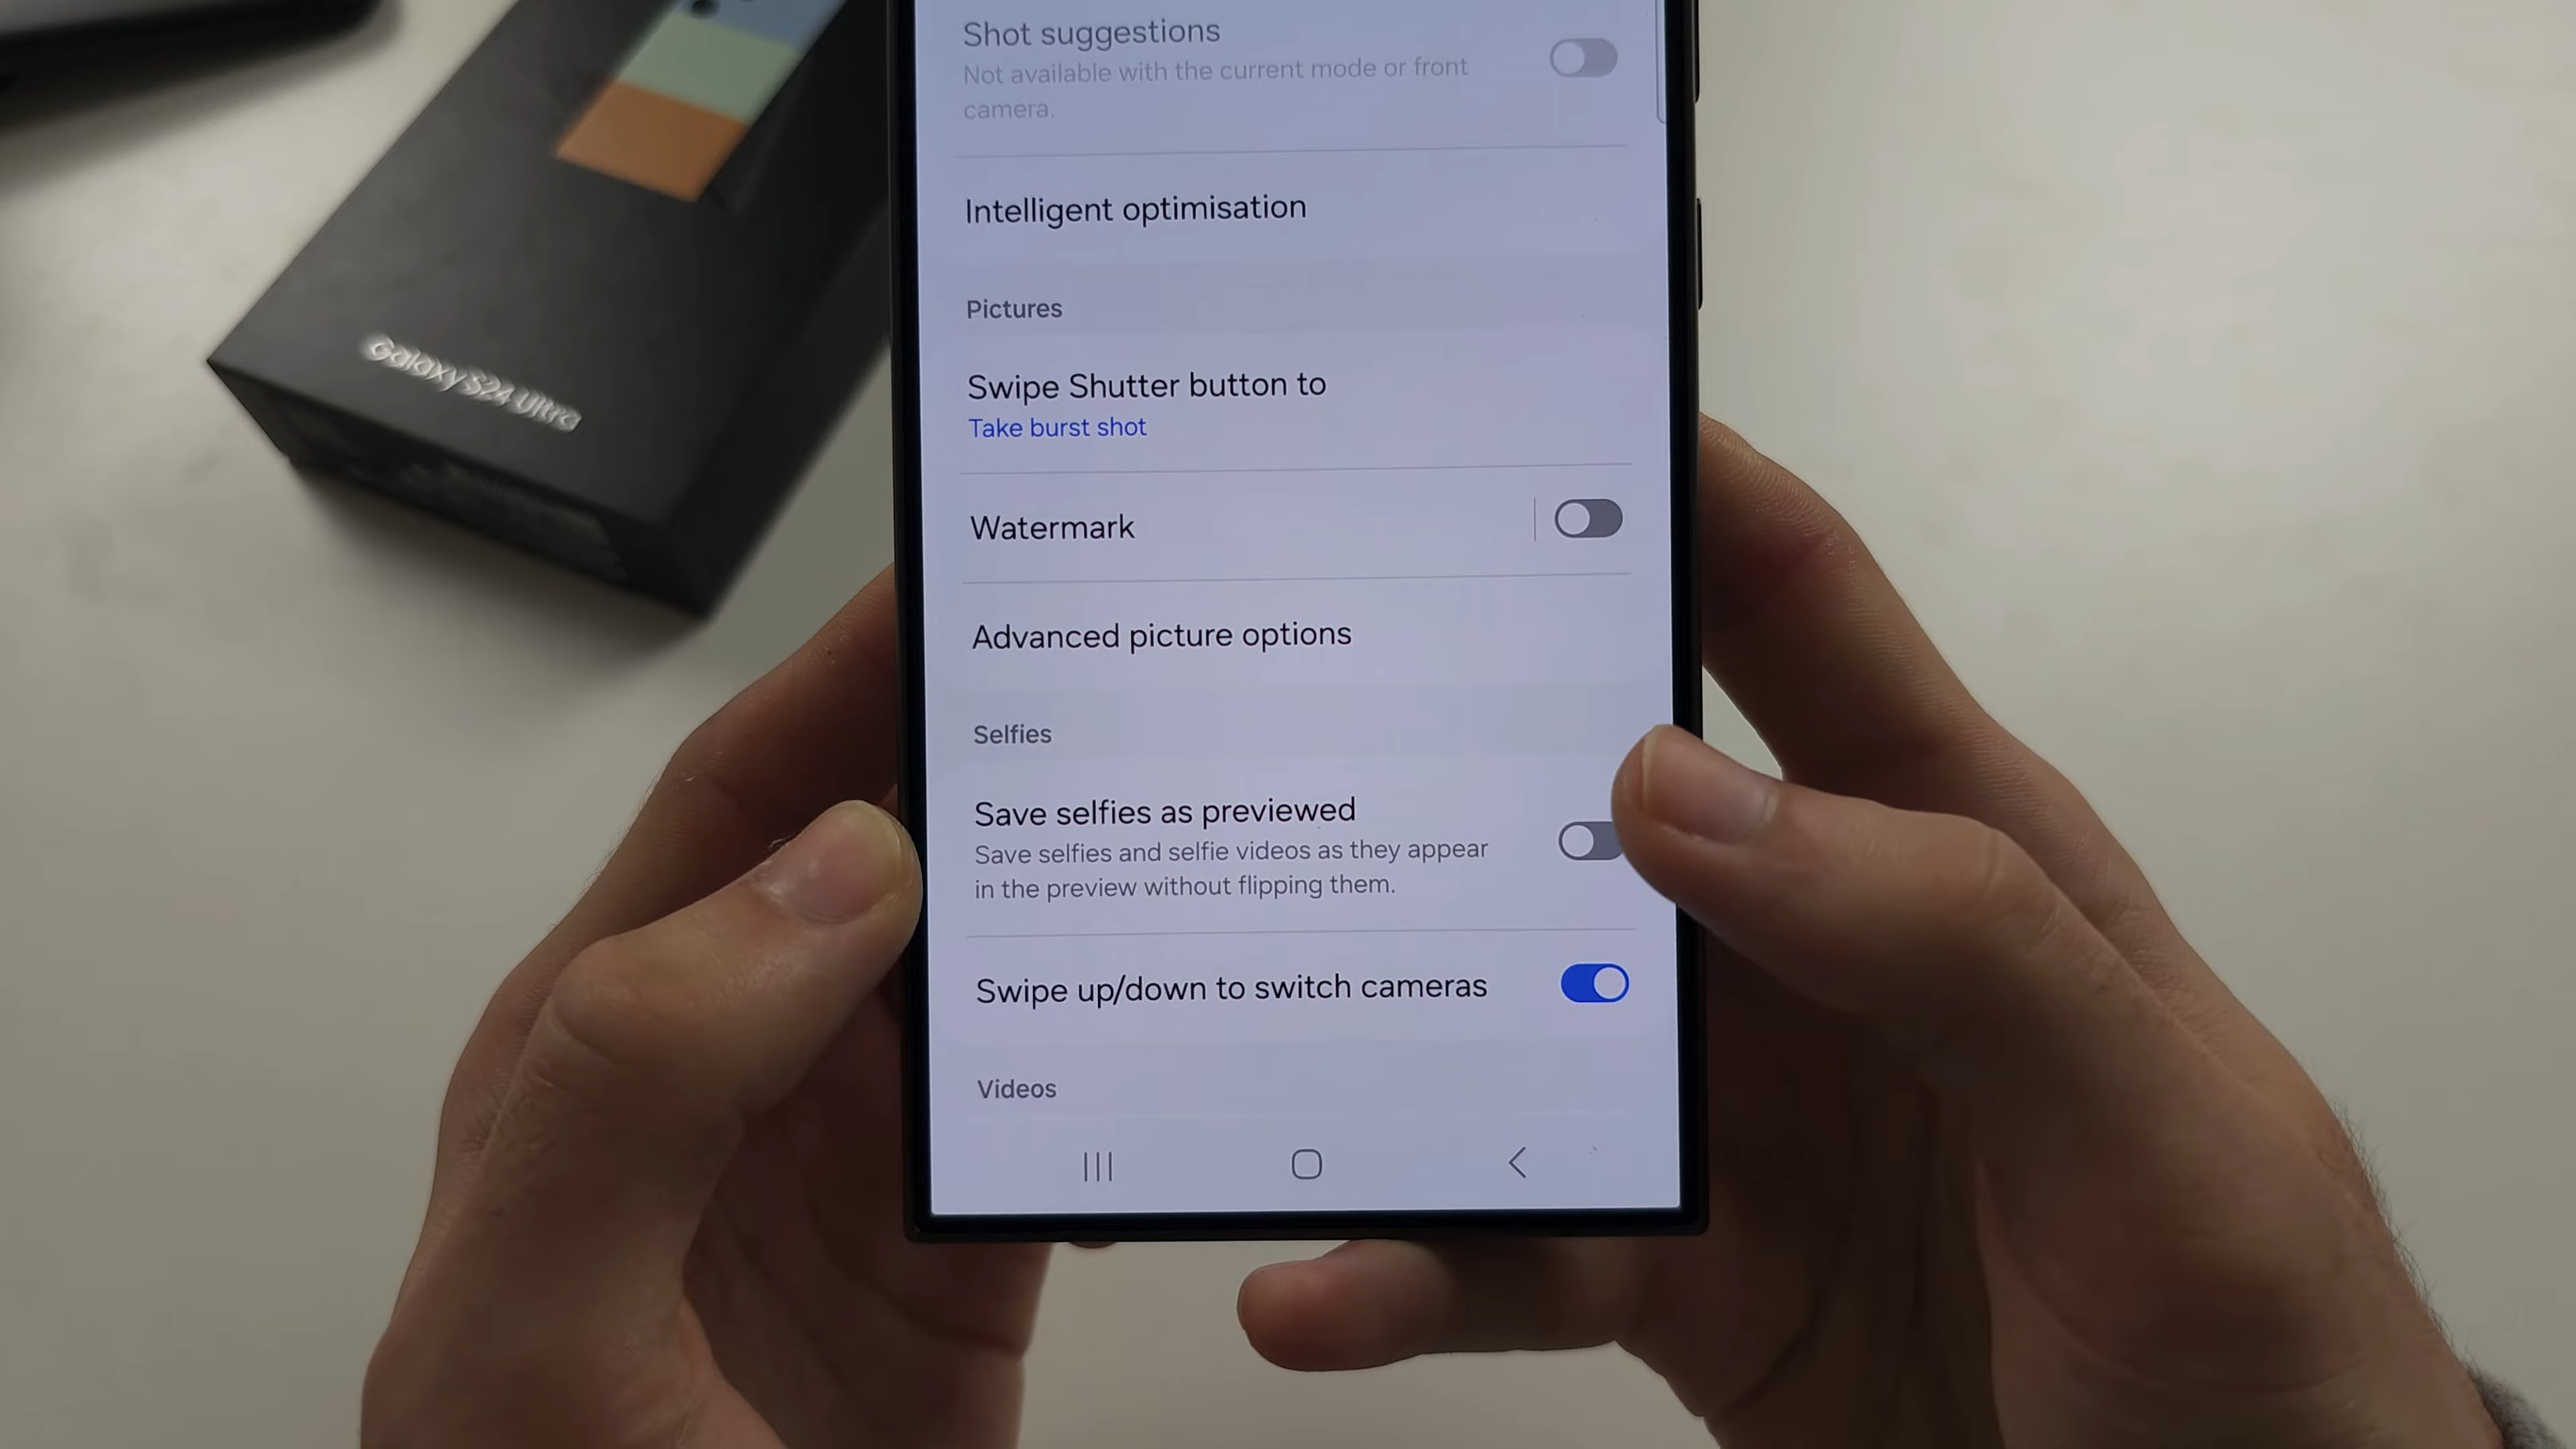 Shot suggestions
Not available with the current mode or front
camera.
Intelligent optimisation
Pictures
Swipe Shutter button to
Take burst shot
Watermark
Advanced picture options
Selfies
Save selfies as previewed
Save selfies and selfie videos as they appear
in the preview without flipping them.
Swipe up/down to switch cameras
Videos
Galaxy S24 Ultra